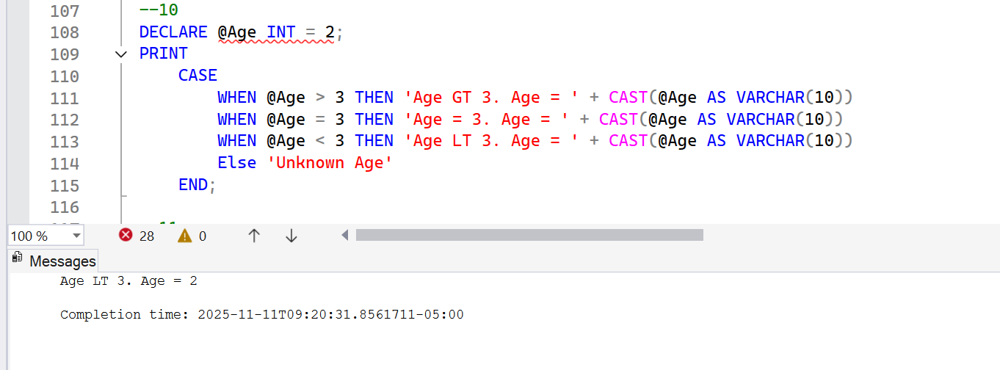 107 --10
108 DECLARE @Age INT = 2;
109 PRINT
110 CASE
111 WHEN @Age > 3 THEN 'Age GT 3. Age = ' + CAST(@Age AS VARCHAR(10))
112 WHEN @Age = 3 THEN 'Age = 3. Age = ' + CAST(@Age AS VARCHAR(10))
113 WHEN @Age < 3 THEN 'Age LT 3. Age = ' + CAST(@Age AS VARCHAR(10))
114 Else 'Unknown Age'
115 END;
116
100 % 28 0
Messages
Age LT 3. Age = 2
Completion time: 2025-11-11T09:20:31.8561711-05:00